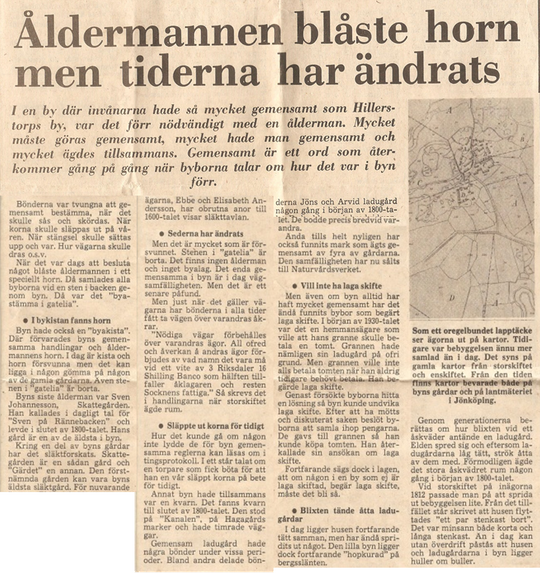 Åldermannen blåste horn
men tiderna har ändrats
I en by där invånarna hade så mycket gemensamt som Hillers-
torps by, var det förr nödvändigt med en ålderman. Mycket
måste göras gemensamt, mycket hade man gemensamt och
mycket ägdes tillsammans. Gemensamt är ett ord som åter-
kommer gång på gång när byborna talar om hur det var i byn
förr.
Bönderna var tvungna att ge-
mensamt bestämma, när det
skulle sås och skördas. När
korna skulle släppas ut på vå-
ren. När stängsel skulle sättas
upp och var. Hur vägarna skulle
dras o.s.v.
När det var dags att besluta
något blåste åldermannen i ett
speciellt horn. Då samlades alla
byborna vid en sten i backen ge-
nom byn. Då var det "bya-
stämma i gatelia".
● I bykistan fanns horn
Byn hade också en "byakista".
Där förvarades byns gemen-
samma handlingar och ålder-
mannens horn. I dag är kista och
horn försvunna men det kan
ligga i någon gömma på någon
av de gamla gårdarna. Även ste-
nen i "gatelia" är borta.
Byns siste ålderman var Sven
Johannesson, Skattegården.
Han kallades i dagligt tal för
"Sven på Rännebacken" och
levde i slutet av 1800-talet. Hans
gård är en av de äldsta i byn.
Kring en del av byns gårdar
har det släktforskats. Skatte-
gården är en sådan gård och
"Gärdet" en annan. Den först-
nämnda gården kan vara byns
äldsta släktgård. För nuvarande
ägarna, Ebbe och Elisabeth An-
dersson, har obrutna anor till
1600-talet visar släkttavlan.
● Sederna har ändrats
Men det är mycket som är för-
svunnet. Stenen i "gatelia" är
borta. Det finns ingen ålderman
och inget byalag. Det enda ge-
mensamma i byn är i dag väg-
samfälligheten. Men det är ett
senare påfund.
Men just när det gäller väg-
arna har bönderna i alla tider
fått ta vägen över varandras åk-
rar.
"Nödiga vägar förbehålles
över varandras ägor. All ofred
och åverkan å andras ägor för-
bjudes av vad namn det vara må
vid ett vite av 3 Riksdaler 16
Shilling Banco som hälften till-
faller åklagaren och resten
Socknens fattiga." Så skrevs det
i handlingarna när storskiftet
ägde rum.
● Släppte ut korna för tidigt
Hur det kunde gå om någon
inte lydde de för byn gemen-
samma reglerna kan läsas om i
tingsprotokoll. I ett står talat om
en torpare som fick böta för att
han en vår släppt korna på bete
för tidigt.
Annat byn hade tillsamman
var en kvarn. Det fanns kvarn
till slutet av 1800-talet. Den stod
på "Kanalen", på Hagagårds
marker och hade timrade väg-
gar.
Gemensam ladugård hade
några bönder under vissa peri-
oder. Bland andra delade bön-
derna Jöns och Arvid ladugård
någon gång i början av 1800-ta-
let. De bodde precis bredvid var-
andra.
Ända tills helt nyligen har
också funnits mark som ägts ge-
mensamt av fyra av gårdarna.
Den samfälligheten har nu sålts
till Naturvårdsverket.
● Vill inte ha laga skifte
Men även om byn alltid har
haft mycket gemensamt har det
ändå funnits bybor som begärt
laga skifte. I början av 1930-talet
var det en hemmansägare som
ville att hans granne skulle be-
tala en tomt. Grannen hade
nämligen sin ladugård på ofri
grund. Men grannen ville inte
alls betala tomten han aldrig
tidigare behövt betala. Han be-
gärde laga skifte.
Genast försökte byborna hitta
en lösning så byn kunde undvika
laga skifte. Efter att ha mötts
och diskuterat saken besöt by-
borna att samla ihop pengarna.
De gavs till grannen så han
kunde köpa tomten. Han åter-
kallade sin ansökan om laga
skifte.
Fortfarande sägs dock i lagen,
att om någon i en by som ej är
laga skiftad, begär laga skifte,
måste det bli så.
● Blixten tände åtta ladu-
gårdar
I dag ligger husen fortfarande
tätt samman, men har ändå spri-
dits ut något. Den lilla byn ligger
dock fortfarande "hopkurad" på
bergsslänten.
Som ett oregelbundet lapptäcke
ser ägorna ut på kartor. Tidi-
gare var bebyggelsen ännu mer
samlad än i dag. Det syns på
gamla kartor från storskiftet
och enskiftet. Från den tiden
finns kartor bevarade både på
byns gårdar och på lantmäteriet
i Jönköping.
Genom generationerna be-
rättas om hur blixten vid ett
åskväder antände en ladugård.
Elden spred sig och eftersom la-
dugårdarna låg tätt, strök åtta
av dem med. Förmodligen ägde
det stora åskvädret rum någon
gång i början av 1800-talet.
Vid storskiftet på inägorna
1812 passade man på att sprida
ut bebyggelsen lite. Från det till-
fället står skrivet att husen flyt-
tades "ett par stenkast bort".
Det var minsann både korta och
långa stenkast. An i dag kan
utan överdrift påstås att husen
och ladugårdarna i byn ligger
huller om buller.